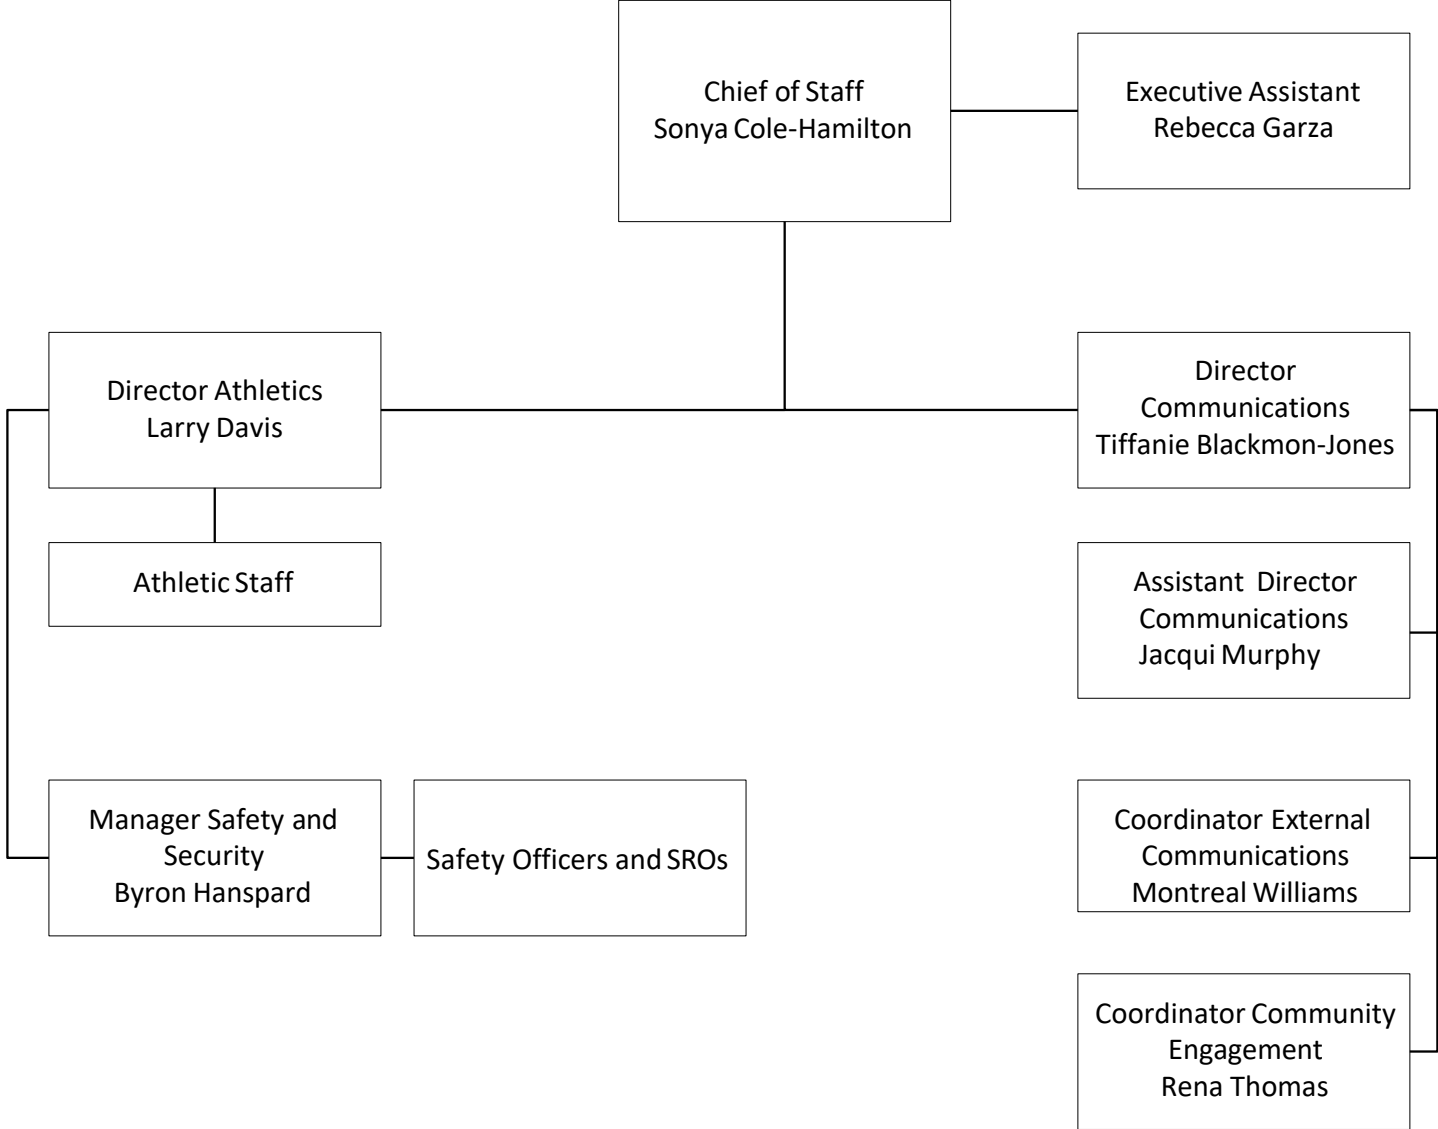 Chief of Staff
Sonya Cole-Hamilton
Executive Assistant
Rebecca Garza
Director Athletics
Larry Davis
Director
Communications
Tiffanie Blackmon-Jones
Athletic Staff
Assistant Director
Communications
Jacqui Murphy
Manager Safety and
Security
Byron Hanspard
Safety Officers and SROs
Coordinator External
Communications
Montreal Williams
Coordinator Community
Engagement
Rena Thomas